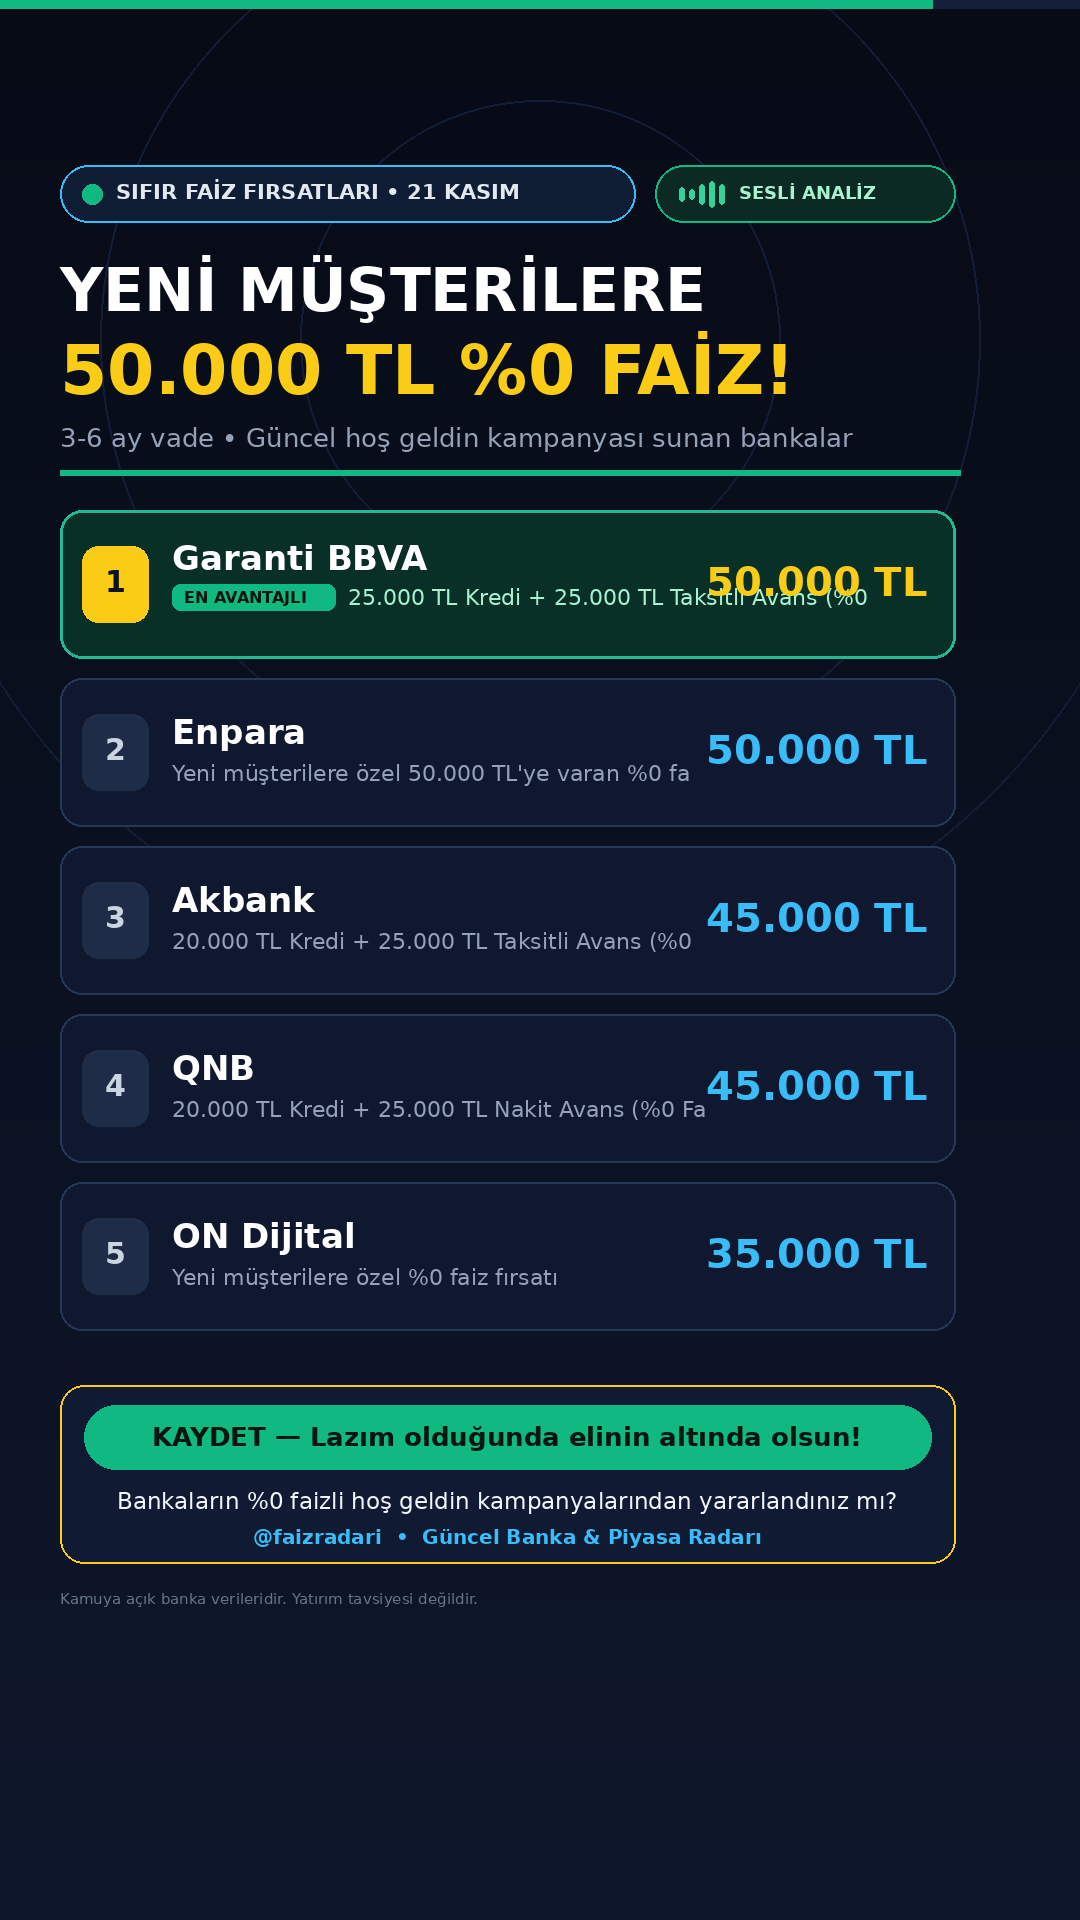 SIFIR FAİZ FIRSATLARI • 21 KASIM
SESLİ ANALİZ
YENİ MÜŞTERİLERE
50.000 TL %0 FAİZ!
3-6 ay vade • Güncel hoş geldin kampanyası sunan bankalar
1
Garanti BBVA
EN AVANTAJLI
25.000 TL Kredi + 25.000 TL Taksitli Avans (%0
50.000 TL
2
Enpara
Yeni müşterilere özel 50.000 TL'ye varan %0 fa
50.000 TL
3
Akbank
20.000 TL Kredi + 25.000 TL Taksitli Avans (%0
45.000 TL
4
QNB
20.000 TL Kredi + 25.000 TL Nakit Avans (%0 Fa
45.000 TL
5
ON Dijital
Yeni müşterilere özel %0 faiz fırsatı
35.000 TL
KAYDET — Lazım olduğunda elinin altında olsun!
Bankaların %0 faizli hoş geldin kampanyalarından yararlandınız mı?
@faizradari • Güncel Banka & Piyasa Radarı
Kamuya açık banka verileridir. Yatırım tavsiyesi değildir.